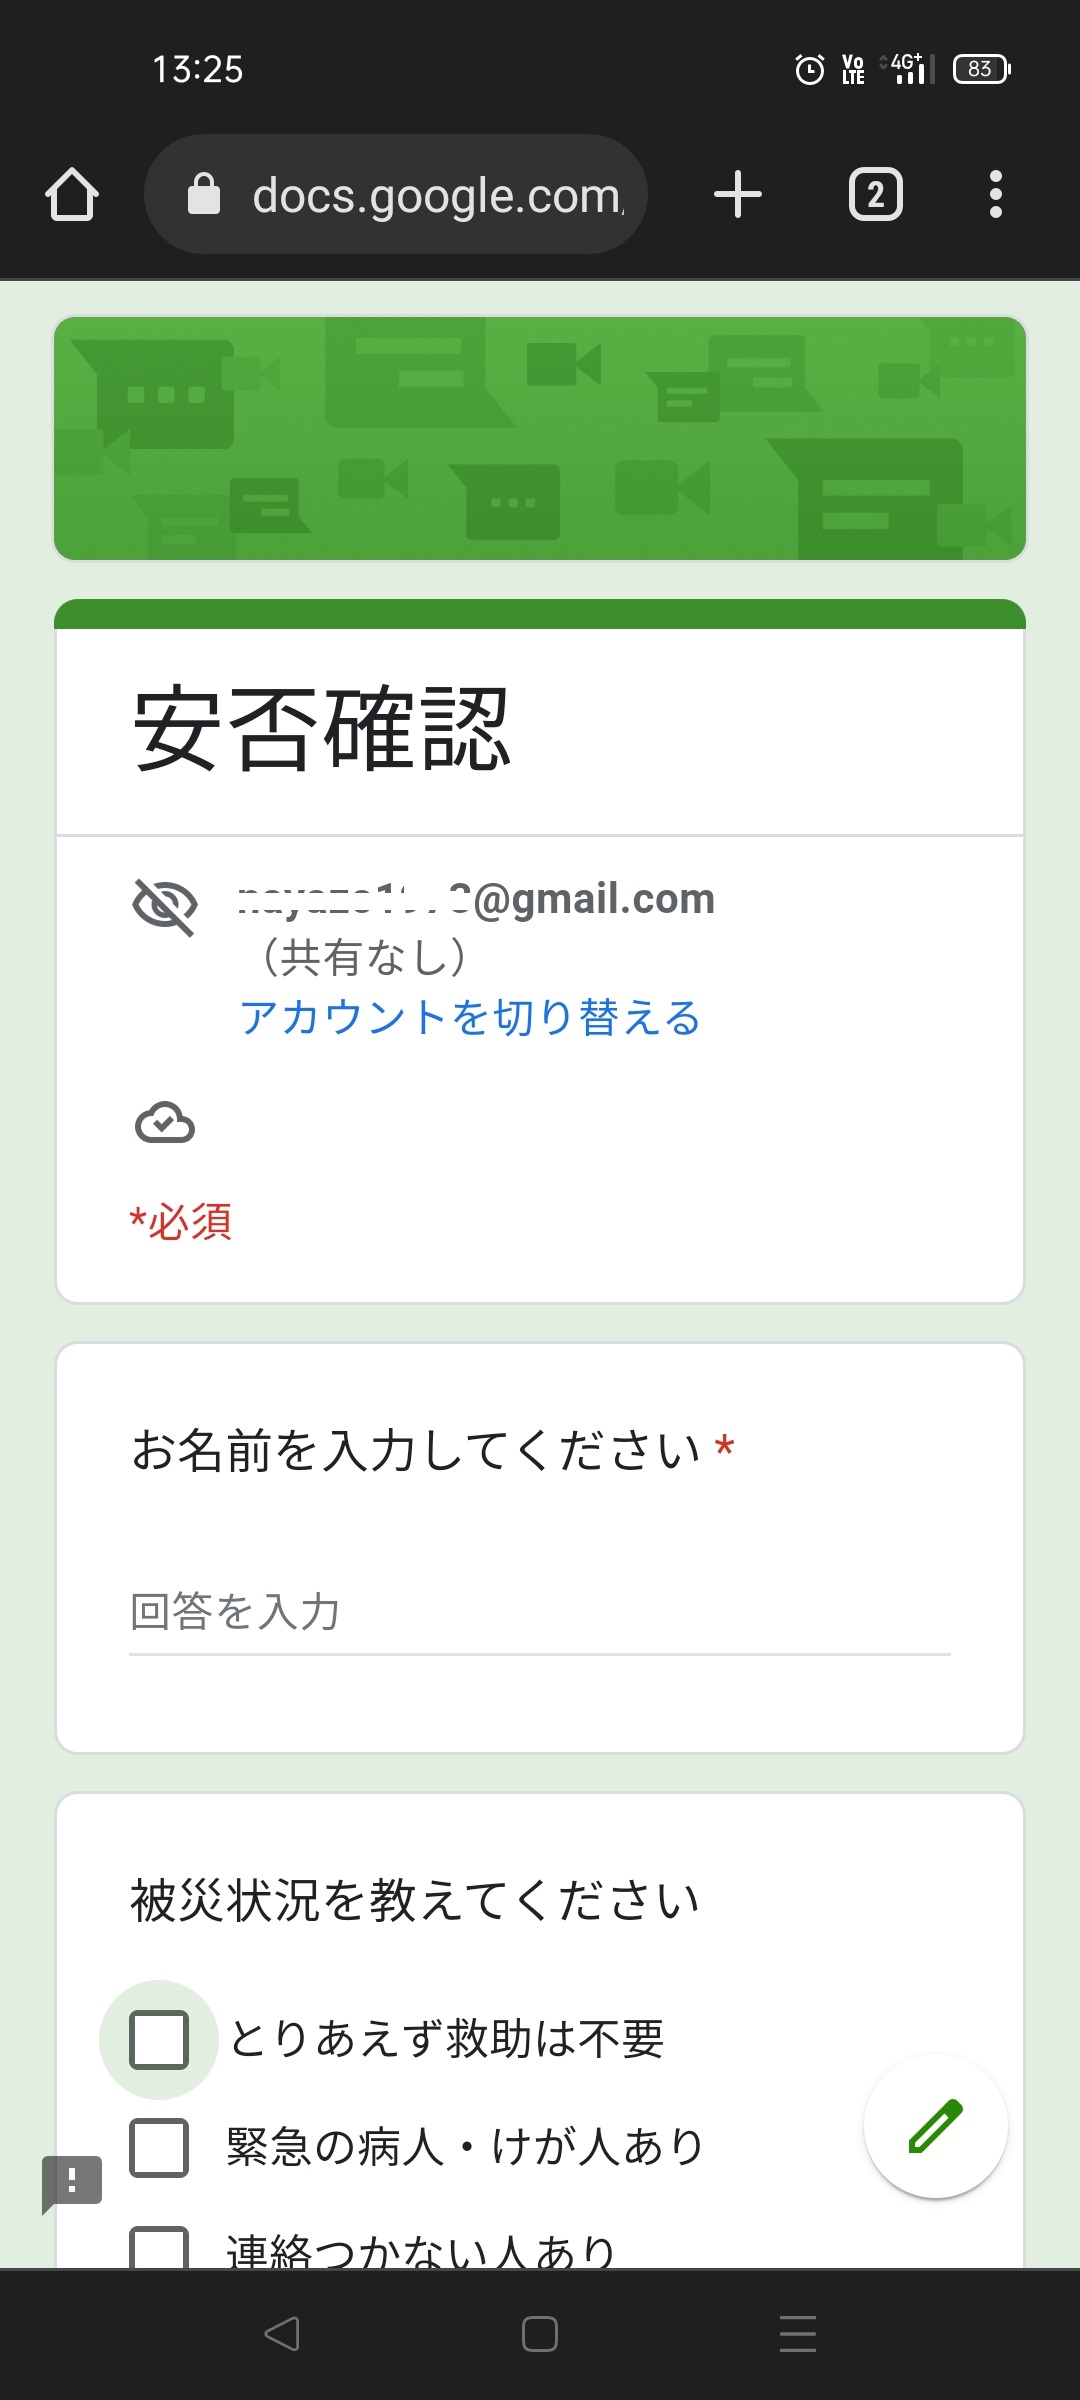 13:25
Vo LTE 4G+ 83
docs.google.com
2
安否確認
@gmail.com
（共有なし）
アカウントを切り替える
*必須
お名前を入力してください *
回答を入力
被災状況を教えてください
とりあえず救助は不要
緊急の病人・けが人あり
連絡つかない人あり